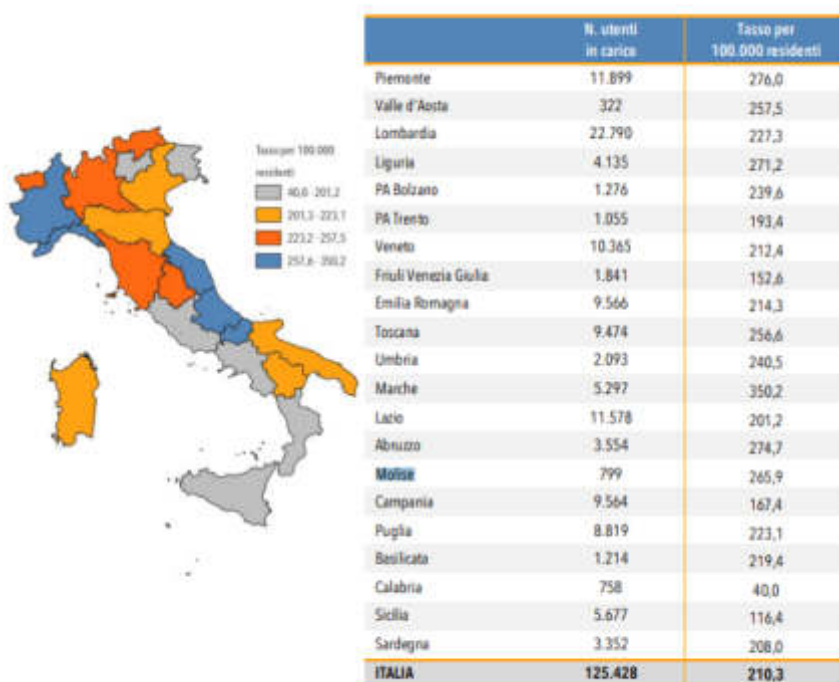 Tasso per 100.000
residenti
40,0 - 201,2
201,3 - 223,1
223,2 - 257,5
257,6 - 350,2
N. utenti in carico Tasso per 100.000 residenti
Piemonte 11.899 276,0
Valle d'Aosta 322 257,5
Lombardia 22.790 227,3
Liguria 4.135 271,2
PA Bolzano 1.276 239,6
PA Trento 1.055 193,4
Veneto 10.365 212,4
Friuli Venezia Giulia 1.841 152,6
Emilia Romagna 9.566 214,3
Toscana 9.474 256,6
Umbria 2.093 240,5
Marche 5.297 350,2
Lazio 11.578 201,2
Abruzzo 3.554 274,7
Molise 799 265,9
Campania 9.564 167,4
Puglia 8.819 223,1
Basilicata 1.214 219,4
Calabria 758 40,0
Sicilia 5.677 116,4
Sardegna 3.352 208,0
ITALIA 125.428 210,3